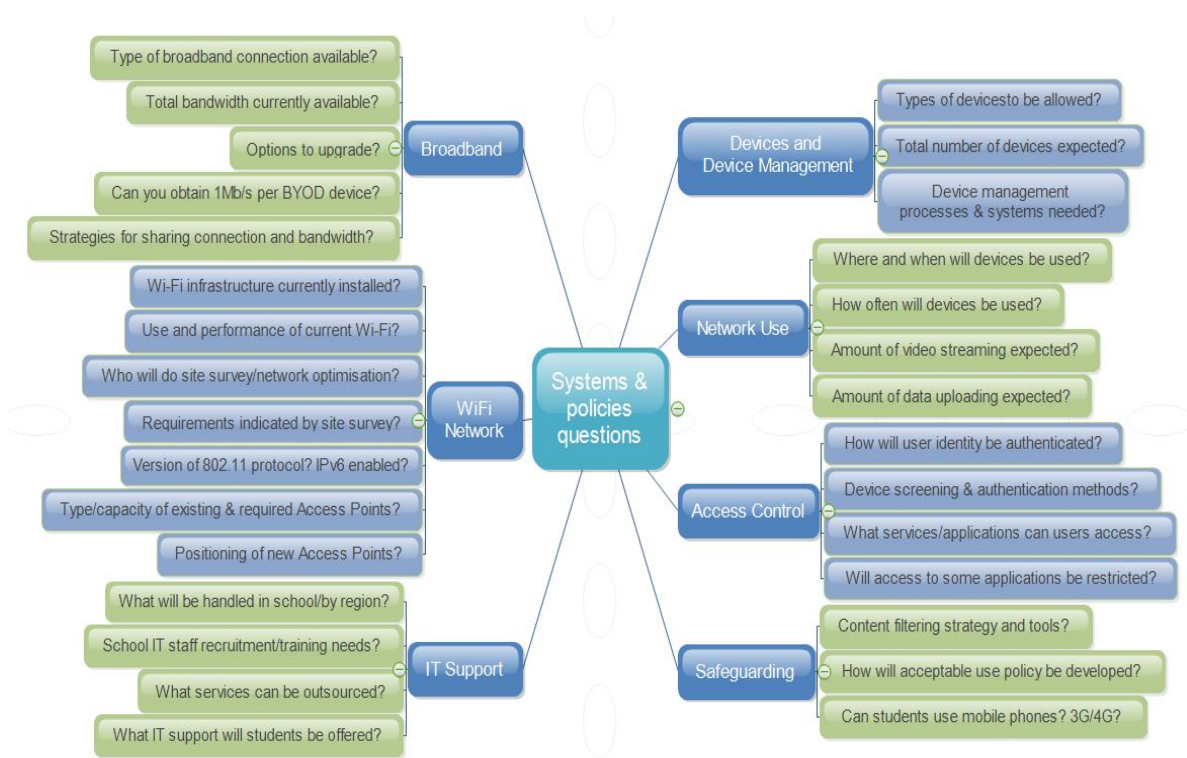 Systems &
policies
questions
Broadband
Type of broadband connection available?
Total bandwidth currently available?
Options to upgrade?
Can you obtain 1Mb/s per BYOD device?
Strategies for sharing connection and bandwidth?
WiFi
Network
Wi-Fi infrastructure currently installed?
Use and performance of current Wi-Fi?
Who will do site survey/network optimisation?
Requirements indicated by site survey?
Version of 802.11 protocol? IPv6 enabled?
Type/capacity of existing & required Access Points?
Positioning of new Access Points?
IT Support
What will be handled in school/by region?
School IT staff recruitment/training needs?
What services can be outsourced?
What IT support will students be offered?
Devices and
Device Management
Types of devicesto be allowed?
Total number of devices expected?
Device management
processes & systems needed?
Network Use
Where and when will devices be used?
How often will devices be used?
Amount of video streaming expected?
Amount of data uploading expected?
Access Control
How will user identity be authenticated?
Device screening & authentication methods?
What services/applications can users access?
Will access to some applications be restricted?
Safeguarding
Content filtering strategy and tools?
How will acceptable use policy be developed?
Can students use mobile phones? 3G/4G?